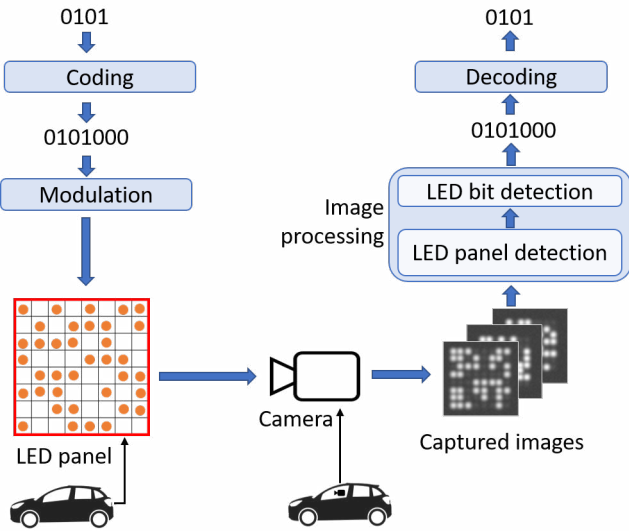 0101
Coding
0101000
Modulation
LED panel
Camera
Captured images
Image
processing
LED panel detection
LED bit detection
0101000
Decoding
0101